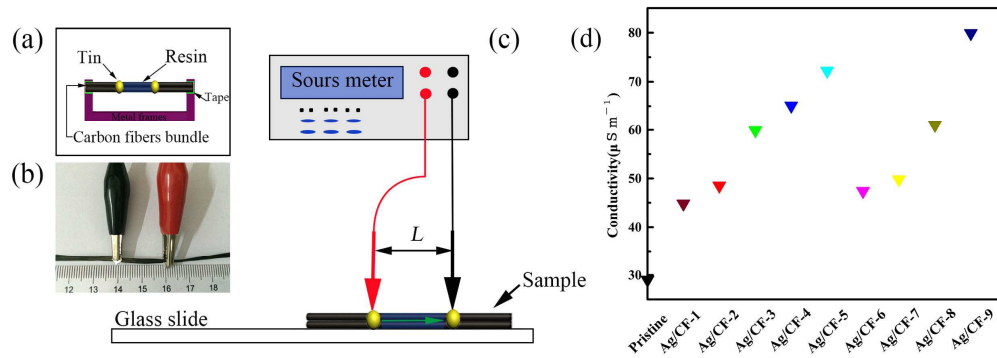 (a)
Tin
Resin
Tape
Metal frames
Carbon fibers bundle
(b)
12 13 14 15 16 17 18
(c)
Sours meter
L
Sample
Glass slide
(d)
Conductivity(μ S m⁻¹)
80
70
60
50
40
30
Pristine
Ag/CF-1
Ag/CF-2
Ag/CF-3
Ag/CF-4
Ag/CF-5
Ag/CF-6
Ag/CF-7
Ag/CF-8
Ag/CF-9